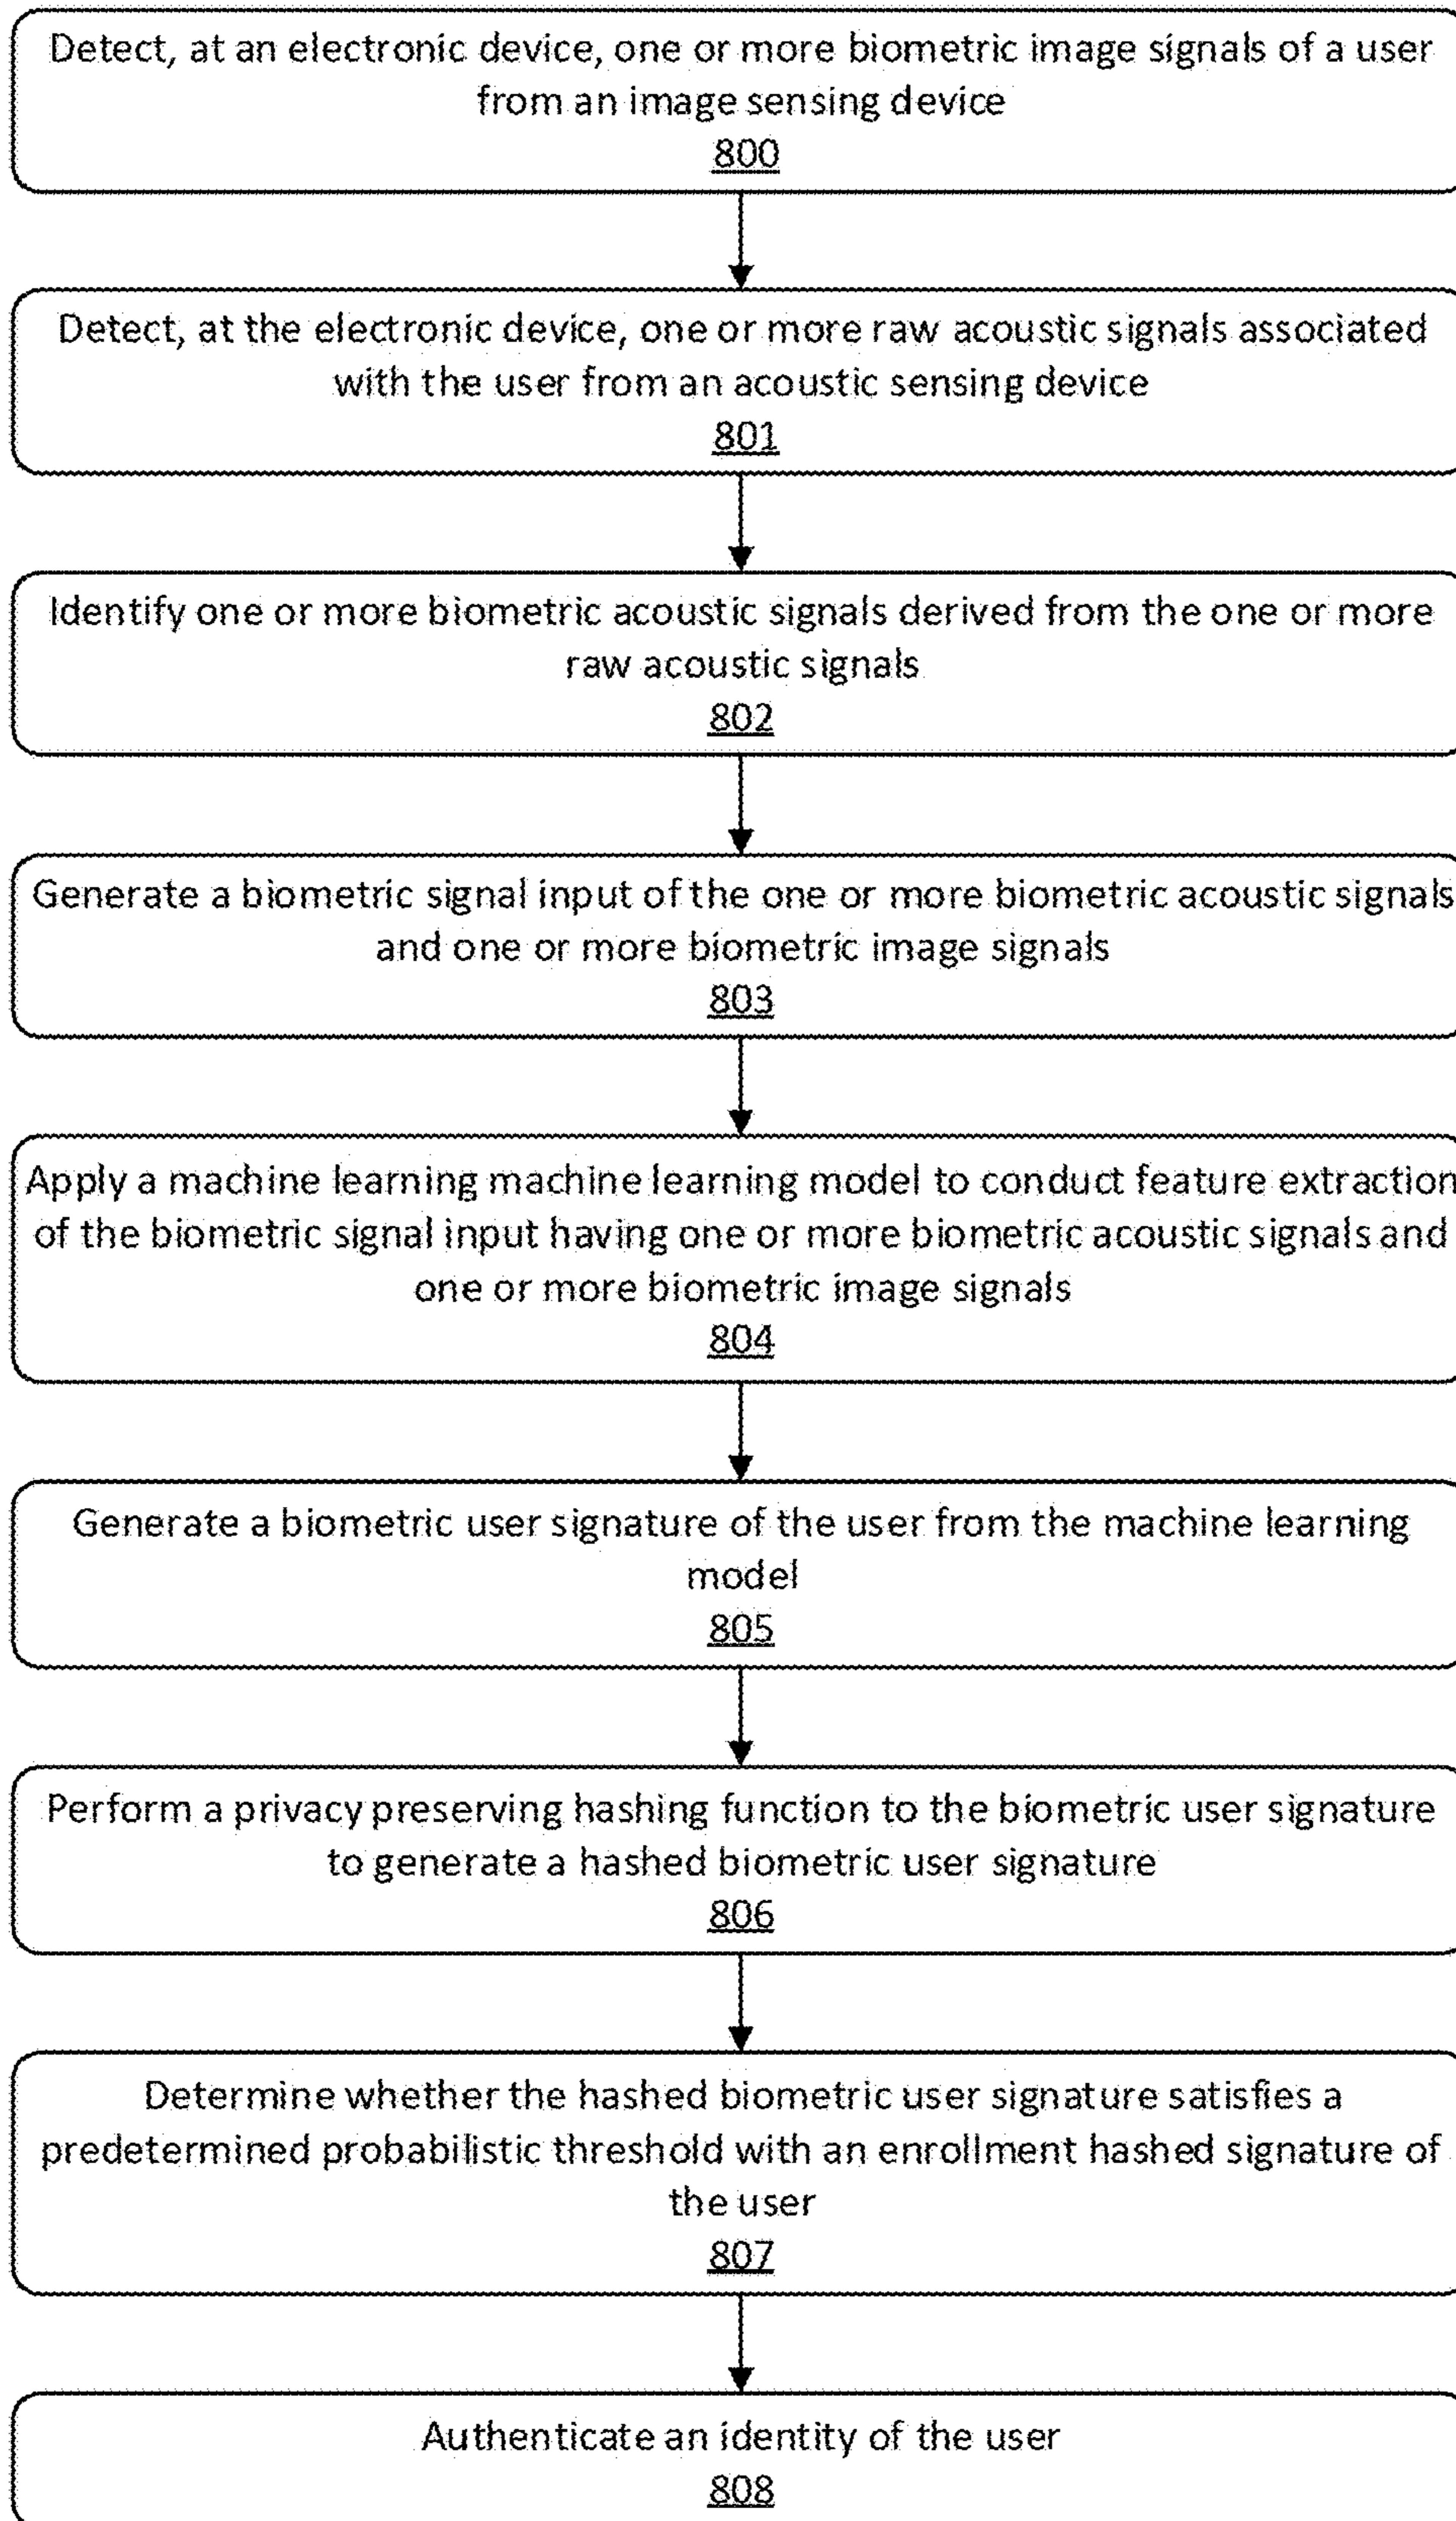 Detect, at an electronic device, one or more biometric image signals of a user
from an image sensing device
800
Detect, at the electronic device, one or more raw acoustic signals associated
with the user from an acoustic sensing device
801
Identify one or more biometric acoustic signals derived from the one or more
raw acoustic signals
802
Generate a biometric signal input of the one or more biometric acoustic signals
and one or more biometric image signals
803
Apply a machine learning machine learning model to conduct feature extraction
of the biometric signal input having one or more biometric acoustic signals and
one or more biometric image signals
804
Generate a biometric user signature of the user from the machine learning
model
805
Perform a privacy preserving hashing function to the biometric user signature
to generate a hashed biometric user signature
806
Determine whether the hashed biometric user signature satisfies a
predetermined probabilistic threshold with an enrollment hashed signature of
the user
807
Authenticate an identity of the user
808